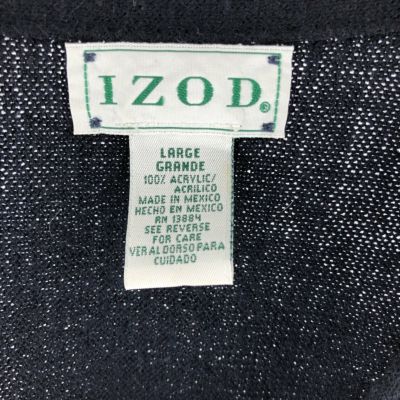 IZOD®
LARGE
GRANDE
100% ACRYLIC/
ACRILICO
MADE IN MEXICO
HECHO EN MEXICO
RN 13884
SEE REVERSE
FOR CARE
VER AL DORSO PARA
CUIDADO